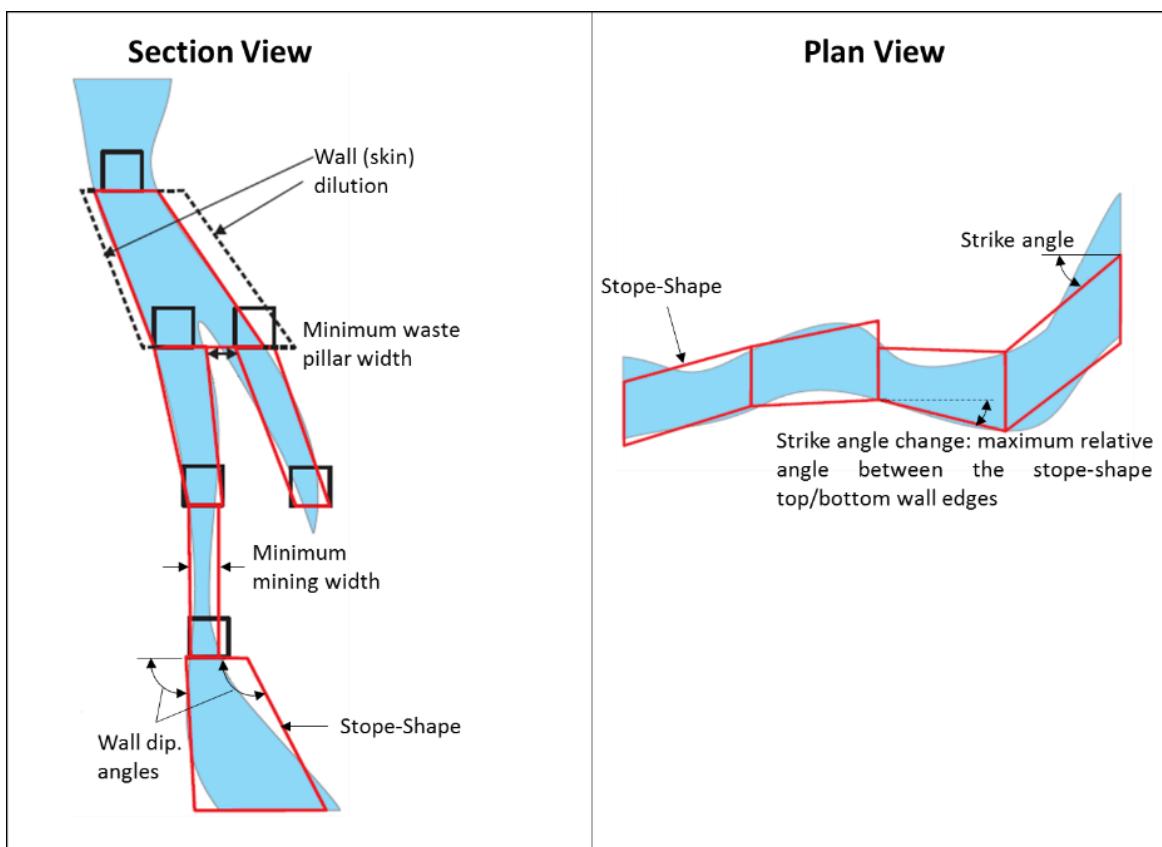 Section View
Wall (skin)
dilution
Minimum waste
pillar width
Minimum
mining width
Stope-Shape
Wall dip.
angles
Plan View
Strike angle
Stope-Shape
Strike angle change: maximum relative
angle between the stope-shape
top/bottom wall edges